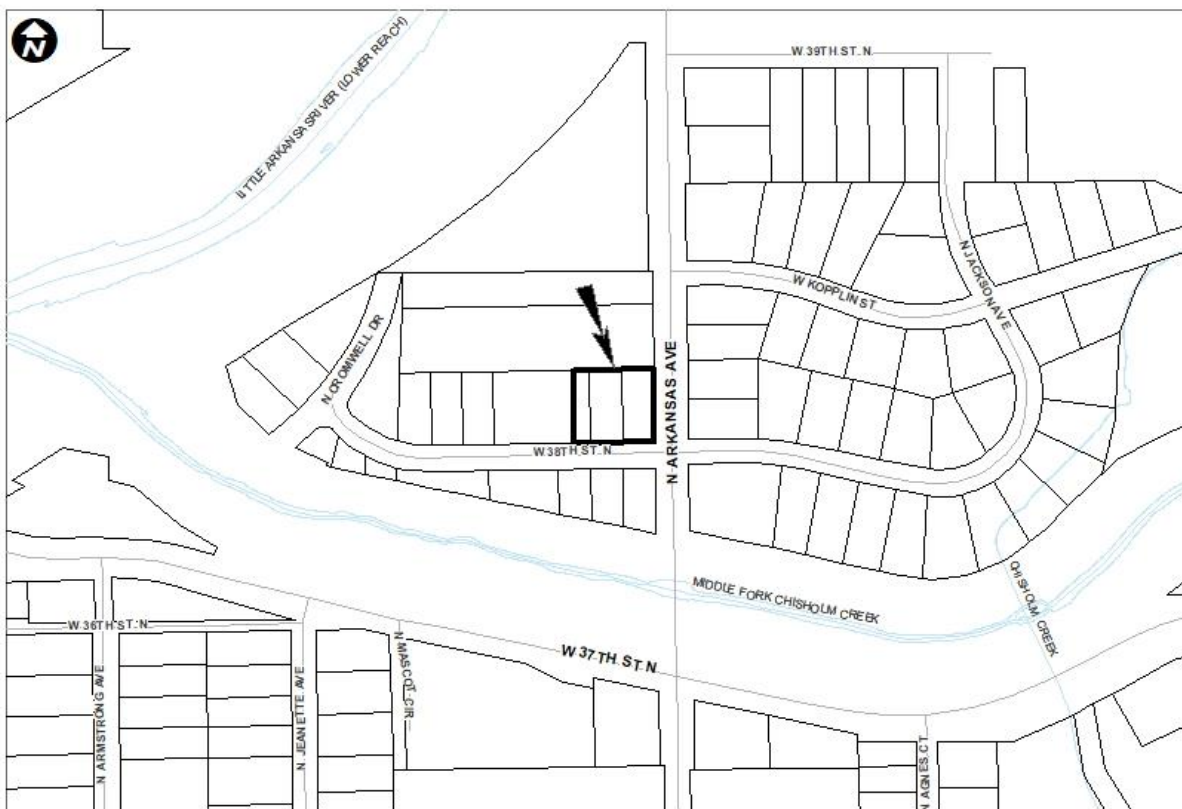 N
W 39TH ST. N
LITTLE ARKANSAS RIVER (LOWER REACH)
N JACKSON AVE
W KOPPLIN ST
N CROMWELL DR
N ARKANSAS AVE
W 38TH ST. N
MIDDLE FORK CHISHOLM CREEK
CHISHOLM CREEK
W 36TH ST. N
N MASCOT CIR
W 37TH ST N
N ARMSTRONG AVE
N JEANETTE AVE
N AGNES CT